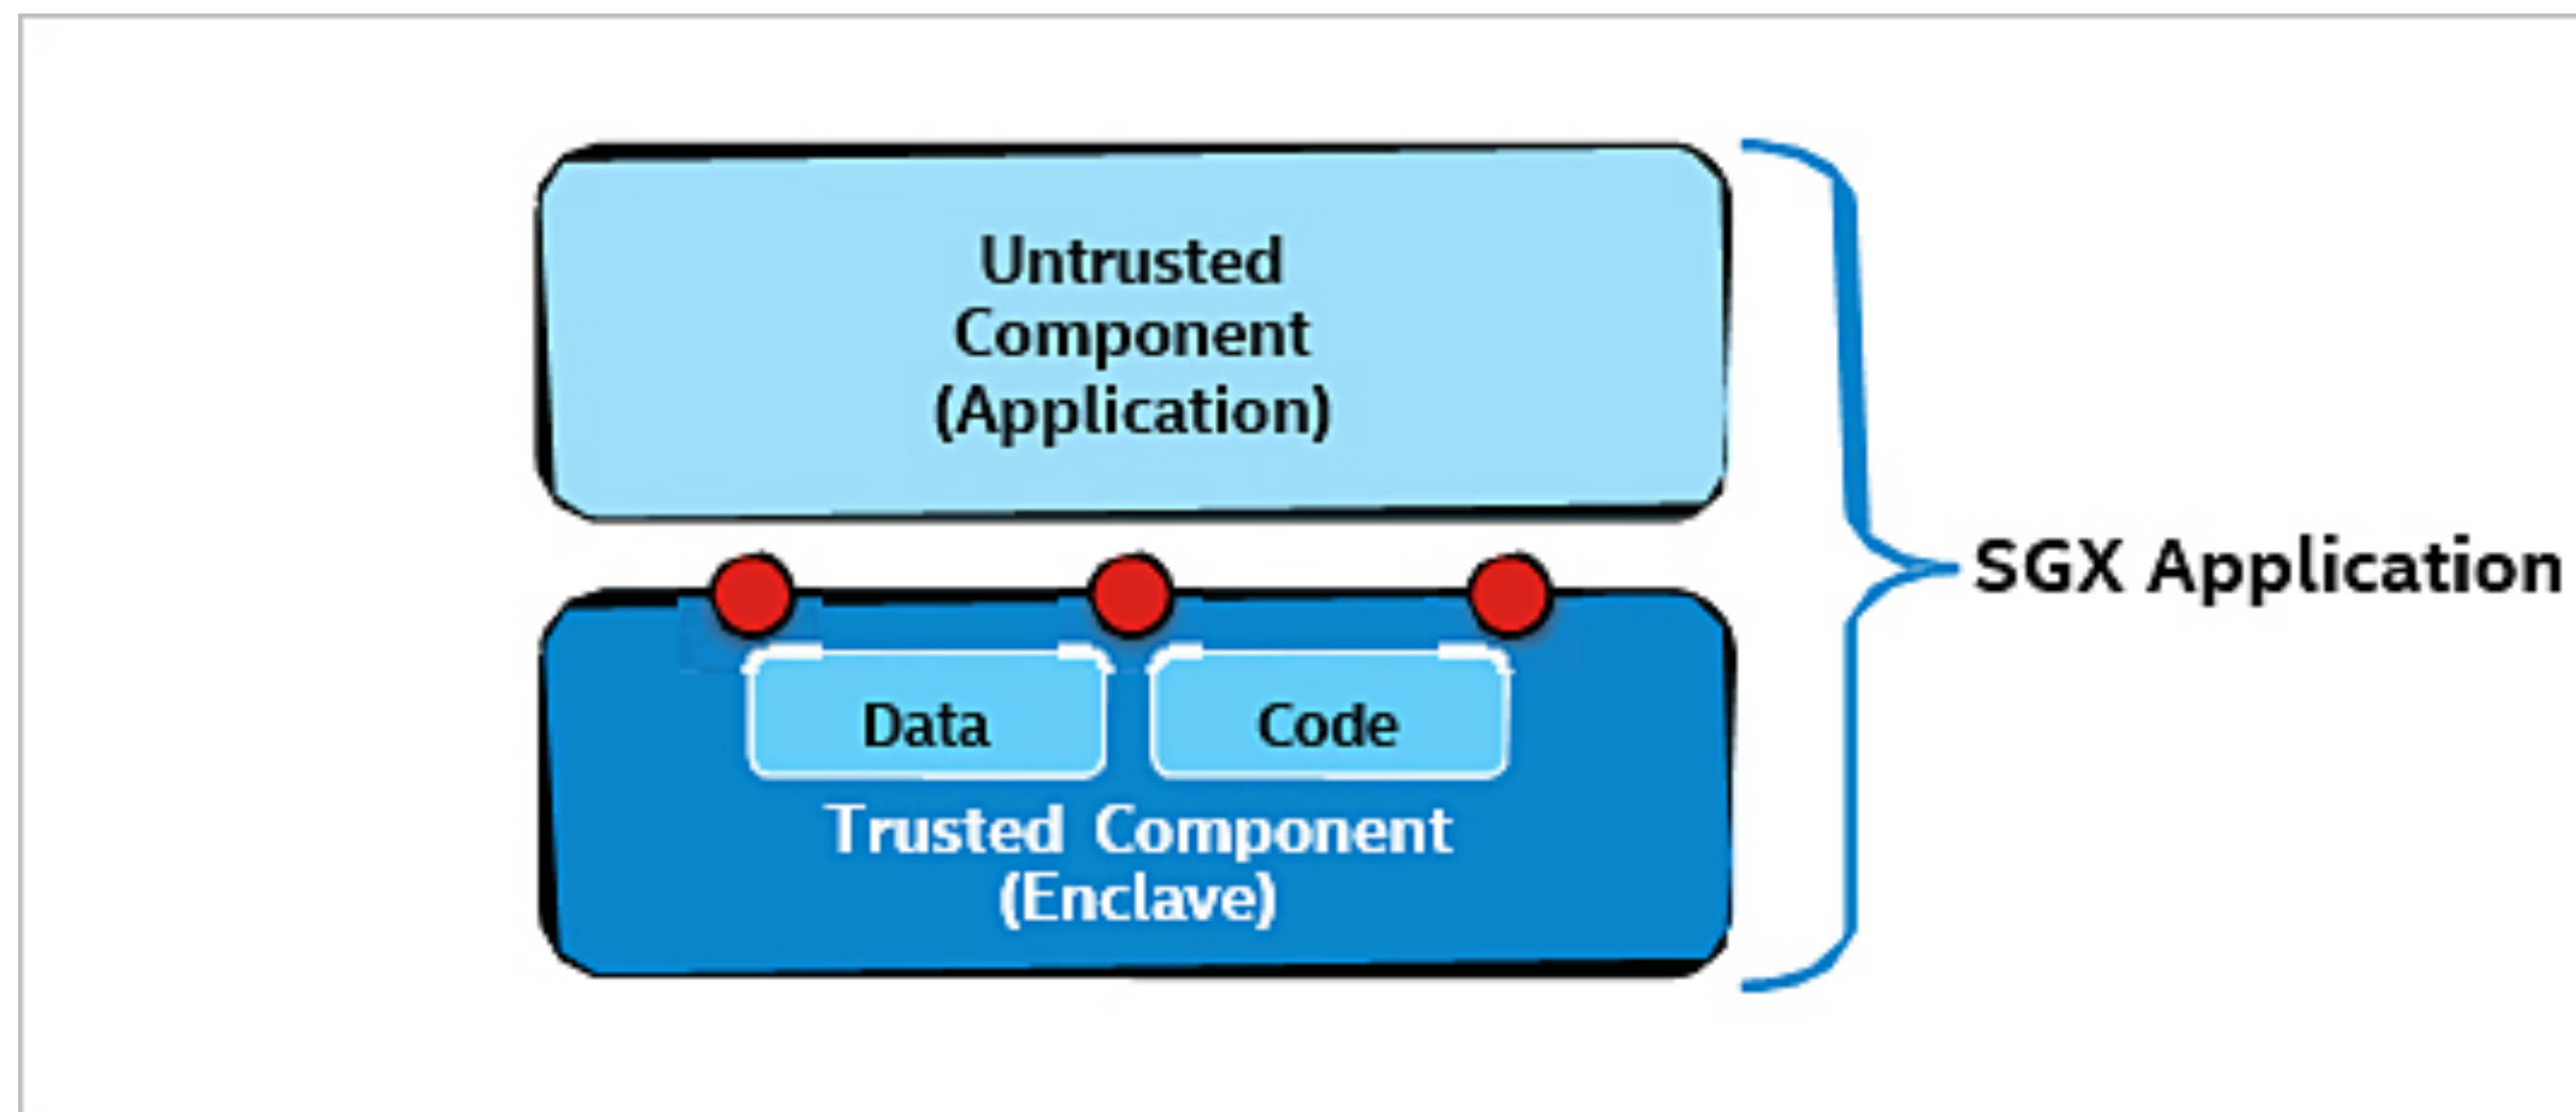 Untrusted
Component
(Application)
SGX Application
Data Code
Trusted Component
(Enclave)